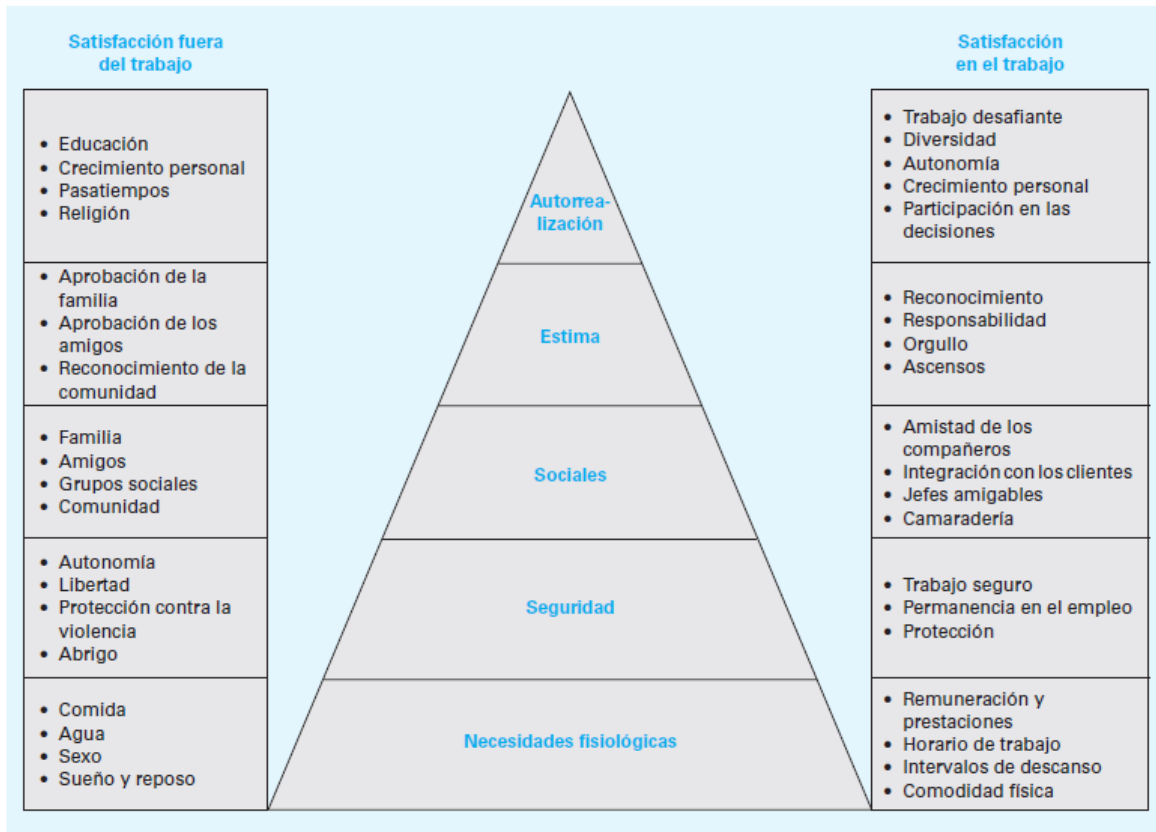 Satisfacción fuera
del trabajo
• Educación
• Crecimiento personal
• Pasatiempos
• Religión
• Aprobación de la
familia
• Aprobación de los
amigos
• Reconocimiento de la
comunidad
• Familia
• Amigos
• Grupos sociales
• Comunidad
• Autonomía
• Libertad
• Protección contra la
violencia
• Abrigo
• Comida
• Agua
• Sexo
• Sueño y reposo
Autorrea-
lización
Estima
Sociales
Seguridad
Necesidades fisiológicas
Satisfacción
en el trabajo
• Trabajo desafiante
• Diversidad
• Autonomía
• Crecimiento personal
• Participación en las
decisiones
• Reconocimiento
• Responsabilidad
• Orgullo
• Ascensos
• Amistad de los
compañeros
• Integración con los clientes
• Jefes amigables
• Camaradería
• Trabajo seguro
• Permanencia en el empleo
• Protección
• Remuneración y
prestaciones
• Horario de trabajo
• Intervalos de descanso
• Comodidad física